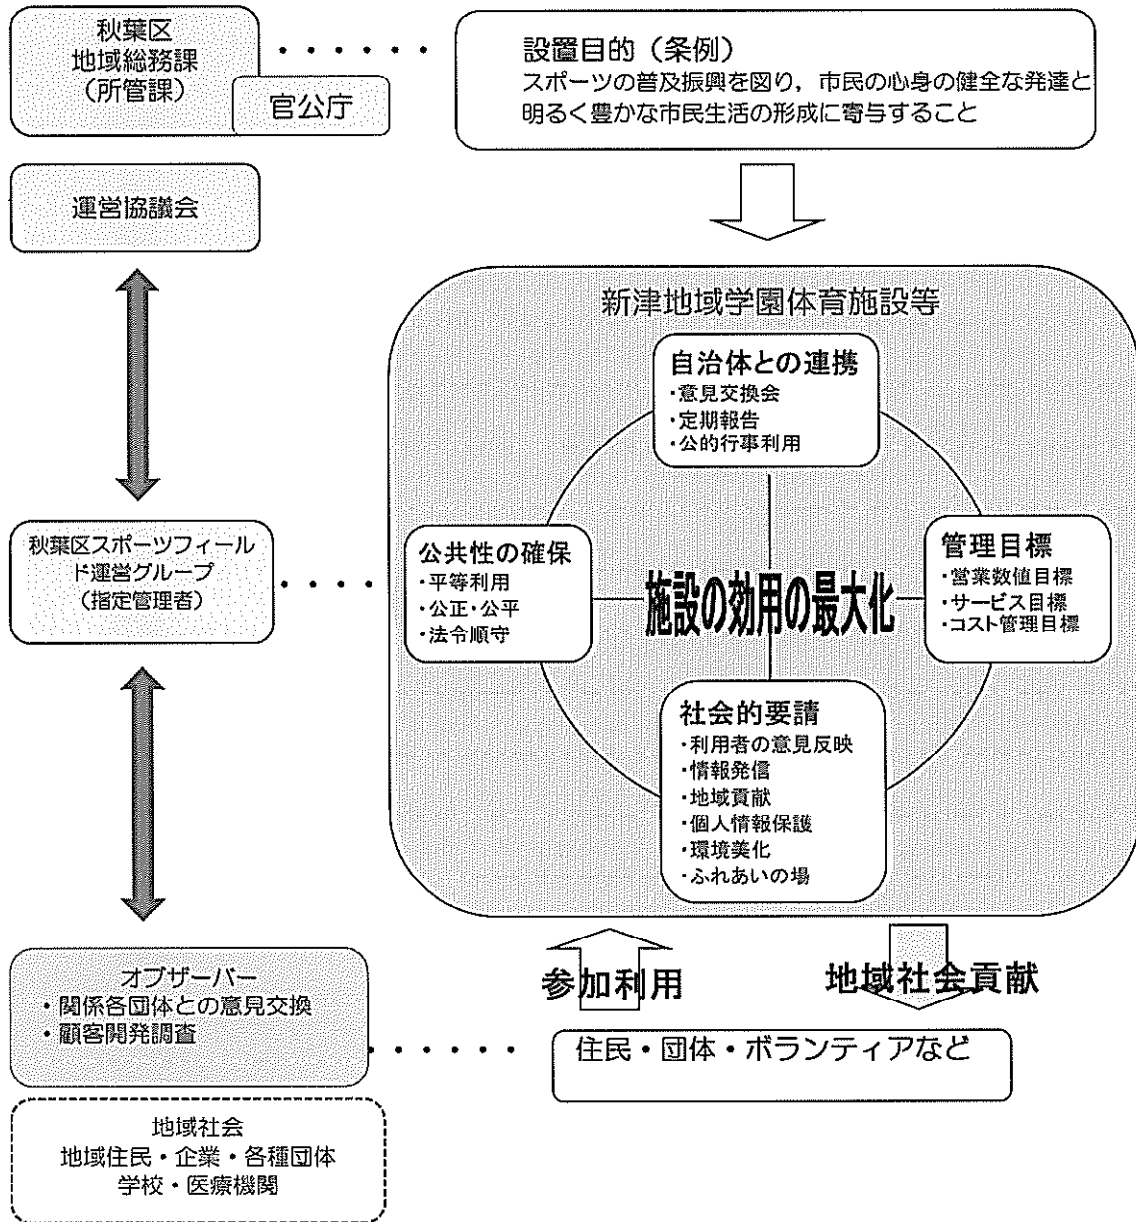 秋葉区
地域総務課
（所管課）
官公庁
設置目的（条例）
スポーツの普及振興を図り，市民の心身の健全な発達と
明るく豊かな市民生活の形成に寄与すること
運営協議会
新津地域学園体育施設等
自治体との連携
・意見交換会
・定期報告
・公的行事利用
秋葉区スポーツフィール
ド運営グループ
（指定管理者）
公共性の確保
・平等利用
・公正・公平
・法令順守
施設の効用の最大化
管理目標
・営業数値目標
・サービス目標
・コスト管理目標
社会的要請
・利用者の意見反映
・情報発信
・地域貢献
・個人情報保護
・環境美化
・ふれあいの場
参加利用
地域社会貢献
オブザーバー
・関係各団体との意見交換
・顧客開発調査
住民・団体・ボランティアなど
地域社会
地域住民・企業・各種団体
学校・医療機関